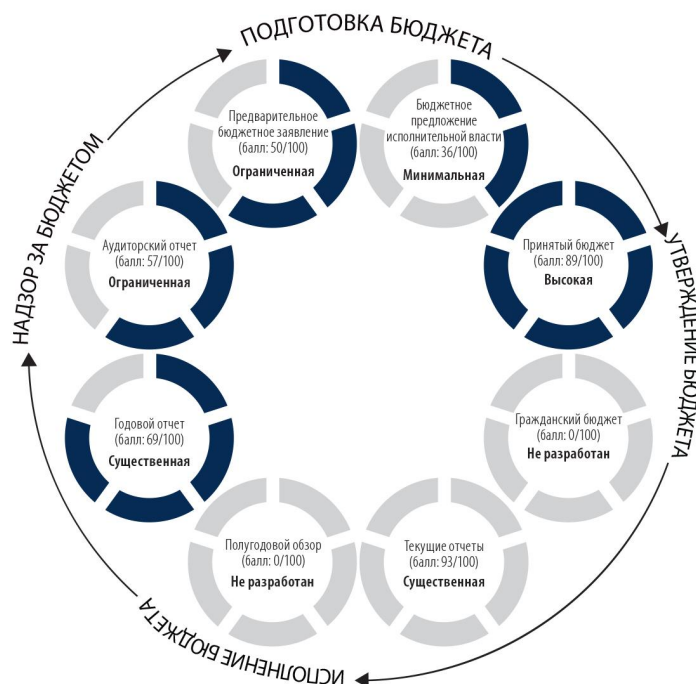 ПОДГОТОВКА БЮДЖЕТА
Предварительное
бюджетное заявление
(балл: 50/100)
Ограниченная
Бюджетное
предложение
исполнительной власти
(балл: 36/100)
Минимальная
УТВЕРЖДЕНИЕ БЮДЖЕТА
Принятый бюджет
(балл: 89/100)
Высокая
Гражданский бюджет
(балл: 0/100)
Не разработан
Текущие отчеты
(балл: 93/100)
Существенная
ИСПОЛНЕНИЕ БЮДЖЕТА
Полугодовой обзор
(балл: 0/100)
Не разработан
Годовой отчет
(балл: 69/100)
Существенная
НАДЗОР ЗА БЮДЖЕТОМ
Аудиторский отчет
(балл: 57/100)
Ограниченная